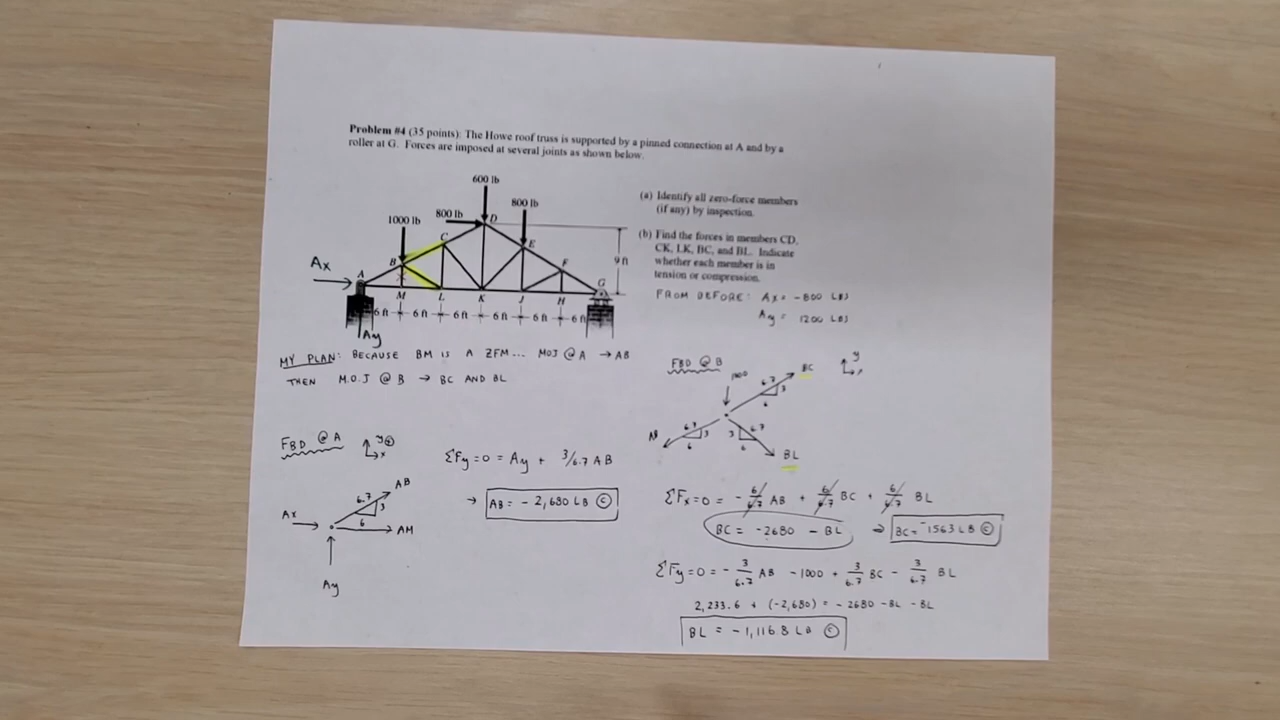 Problem #4 (35 points): The Howe roof truss is supported by a pinned connection at A and by a
roller at G. Forces are imposed at several joints as shown below.
600 lb
800 lb
800 lb
1000 lb
D
C
E
B
F
A
G
9 ft
Ax
M
L
K
J
H
6 ft
6 ft
6 ft
6 ft
6 ft
6 ft
Ay
(a) Identify all zero-force members
(if any) by inspection.
(b) Find the forces in members CD,
CK, LK, BC, and BL. Indicate
whether each member is in
tension or compression.
FROM BEFORE: Ax = -800 LBS
Ay = 1200 LBS
MY PLAN: BECAUSE BM IS A ZFM... MOJ @ A → AB
THEN M.O.J @ B → BC AND BL
FBD @ A
y
x
AB
6.7
3
6
Ax
AM
Ay
ΣFy=0 = Ay + 3/6.7 AB
→ AB = -2,680 LB C
FBD @ B
y
1000
BC
6.7
3
6
AB
6.7
3
6
3
6.7
6
BL
ΣFx=0 = - 6/6.7 AB + 6/6.7 BC + 6/6.7 BL
BC = -2680 - BL → BC = -1563 LB C
ΣFy=0 = - 3/6.7 AB - 1000 + 3/6.7 BC - 3/6.7 BL
2,233.6 + (-2,680) = -2680 -BL -BL
BL = -1,116.8 LB C